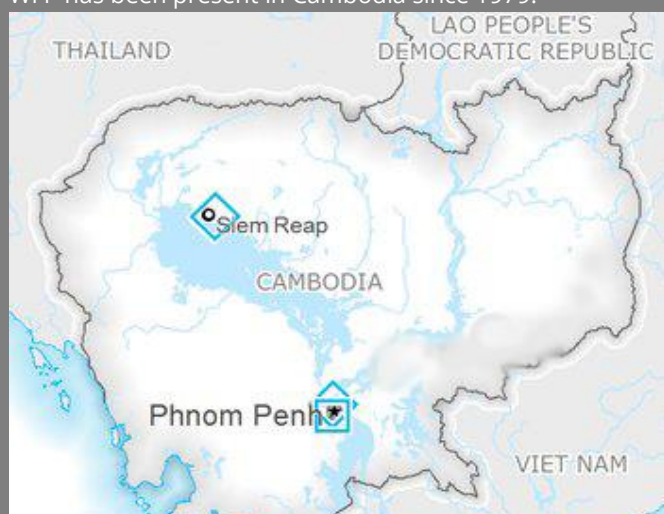 WFP has been present in Cambodia since 1979.
LAO PEOPLE'S
THAILAND
DEMOCRATIC REPUBLIC
Siem Reap
CAMBODIA
Phnom Penh
VIET NAM